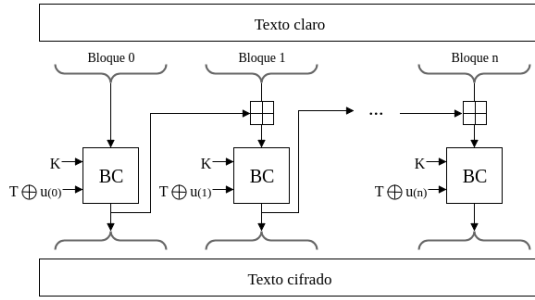 Texto claro
Bloque 0 Bloque 1 Bloque n
...
K K K
BC BC BC
T ⊕ u(0) T ⊕ u(1) T ⊕ u(n)
Texto cifrado